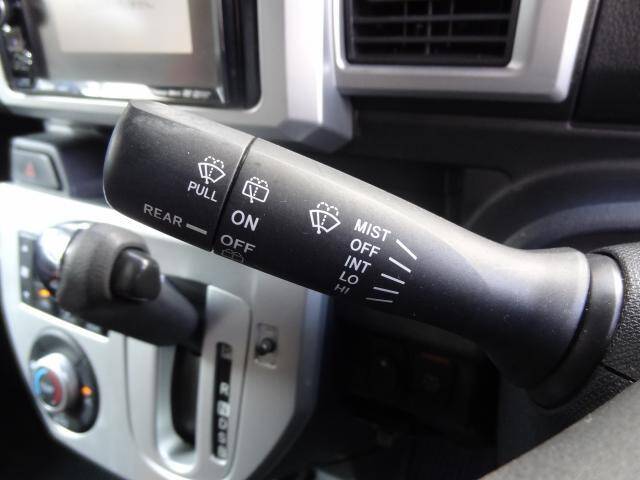 PULL
REAR
ON
OFF
MIST
OFF
INT
LO
HI
R